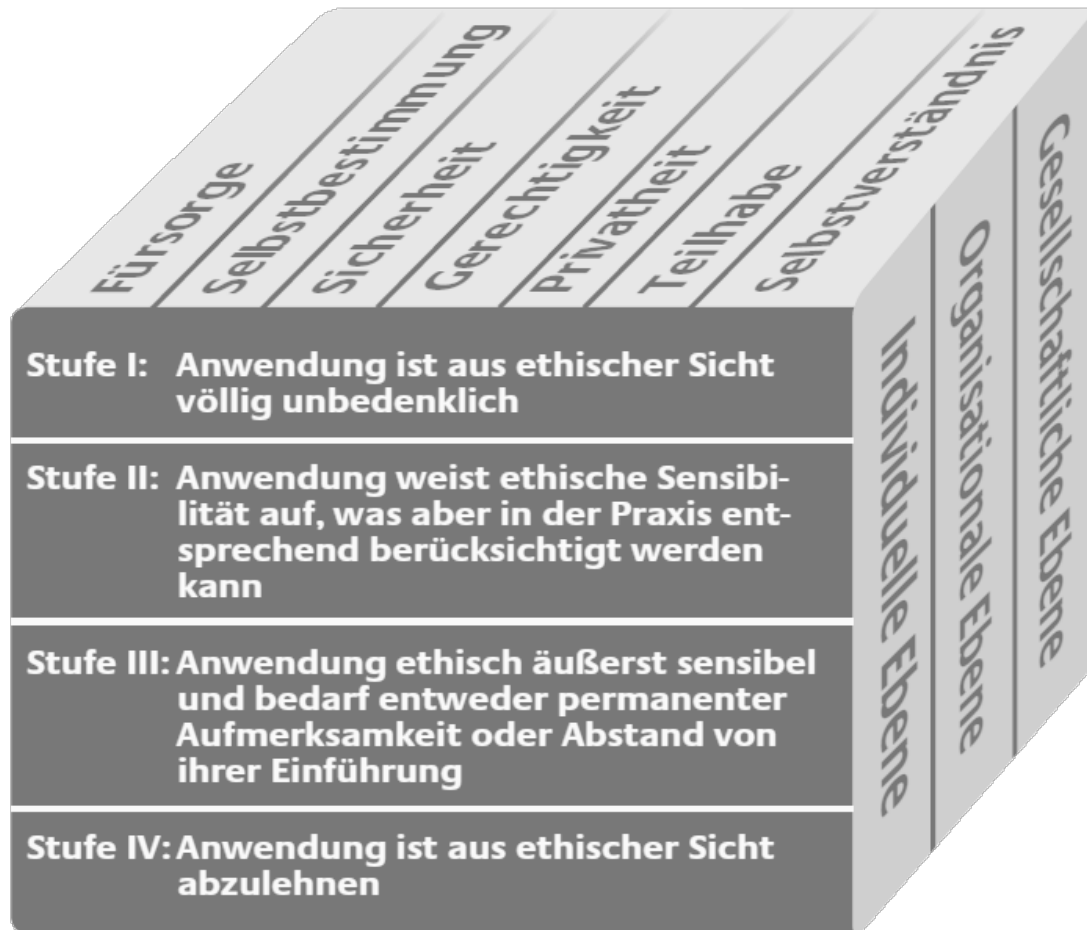 Fürsorge
Selbstbestimmung
Sicherheit
Gerechtigkeit
Privatheit
Teilhabe
Selbstverständnis
Stufe I: Anwendung ist aus ethischer Sicht
völlig unbedenklich
Stufe II: Anwendung weist ethische Sensibi-
lität auf, was aber in der Praxis ent-
sprechend berücksichtigt werden
kann
Stufe III: Anwendung ethisch äußerst sensibel
und bedarf entweder permanenter
Aufmerksamkeit oder Abstand von
ihrer Einführung
Stufe IV: Anwendung ist aus ethischer Sicht
abzulehnen
Individuelle Ebene
Organisationale Ebene
Gesellschaftliche Ebene